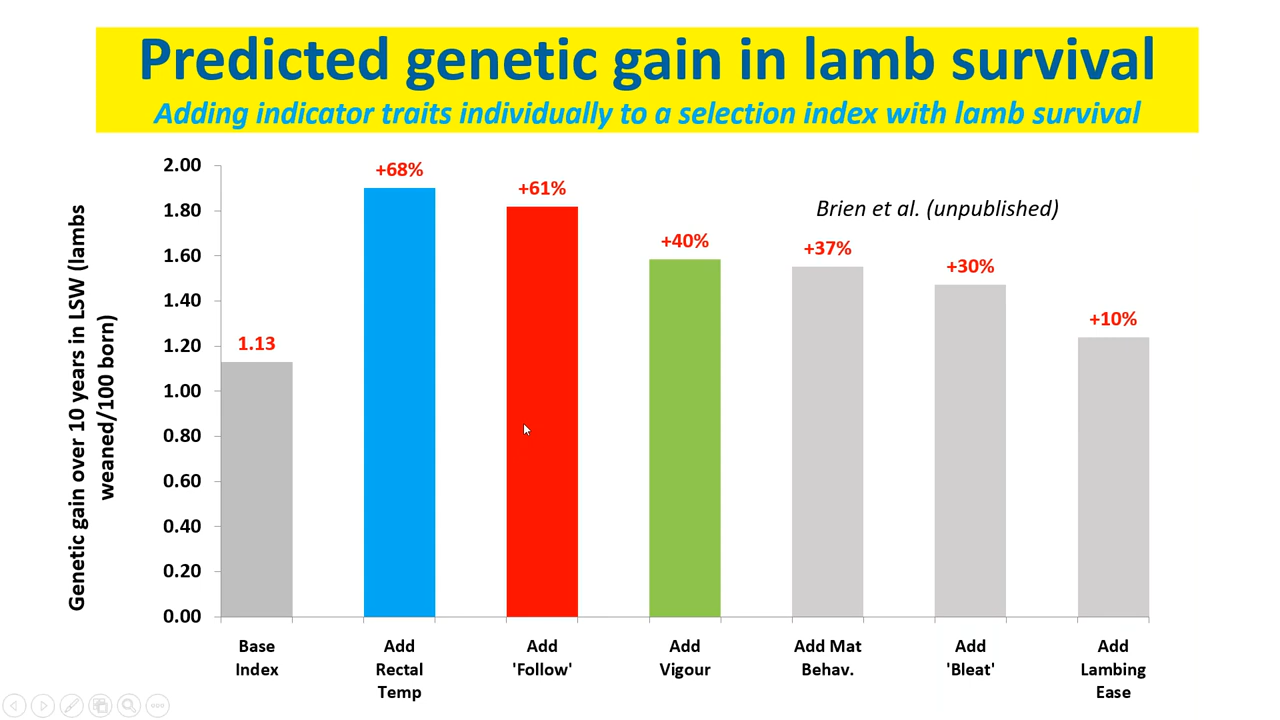 Predicted genetic gain in lamb survival
Adding indicator traits individually to a selection index with lamb survival
Genetic gain over 10 years in LSW (lambs
weaned/100 born)
2.00
1.80
1.60
1.40
1.20
1.00
0.80
0.60
0.40
0.20
0.00
Brien et al. (unpublished)
1.13
+68%
+61%
+40%
+37%
+30%
+10%
Base
Index
Add
Rectal
Temp
Add
'Follow'
Add
Vigour
Add Mat
Behav.
Add
'Bleat'
Add
Lambing
Ease